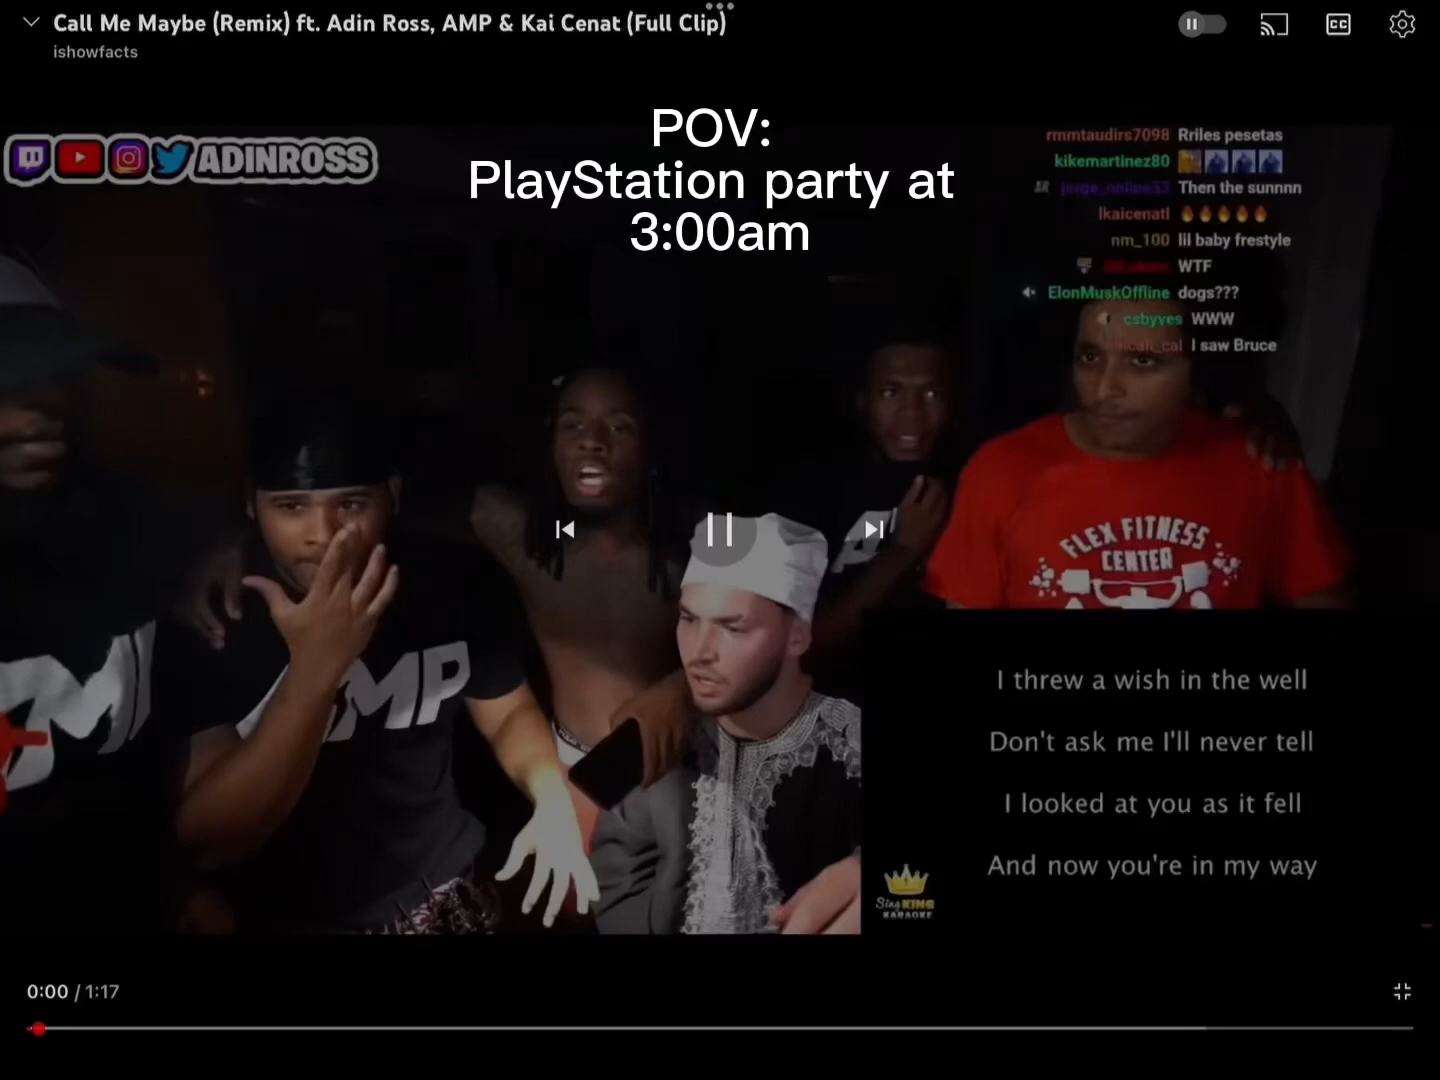 Call Me Maybe (Remix) ft. Adin Ross, AMP & Kai Cenat (Full Clip)
ishowfacts
CC
ADINROSS
POV:
PlayStation party at
3:00am
rmmtaudirs7098 Rriles pesetas
kikemartinez80
jorge_online33 Then the sunnnn
lkaicenatl
nm_100 lil baby frestyle
WTF
ElonMuskOffline dogs???
csbyves WWW
I saw Bruce
FLEX FITNESS
CENTER
AMP
I threw a wish in the well
Don't ask me I'll never tell
I looked at you as it fell
And now you're in my way
Sing KING
KARAOKE
0:00 / 1:17